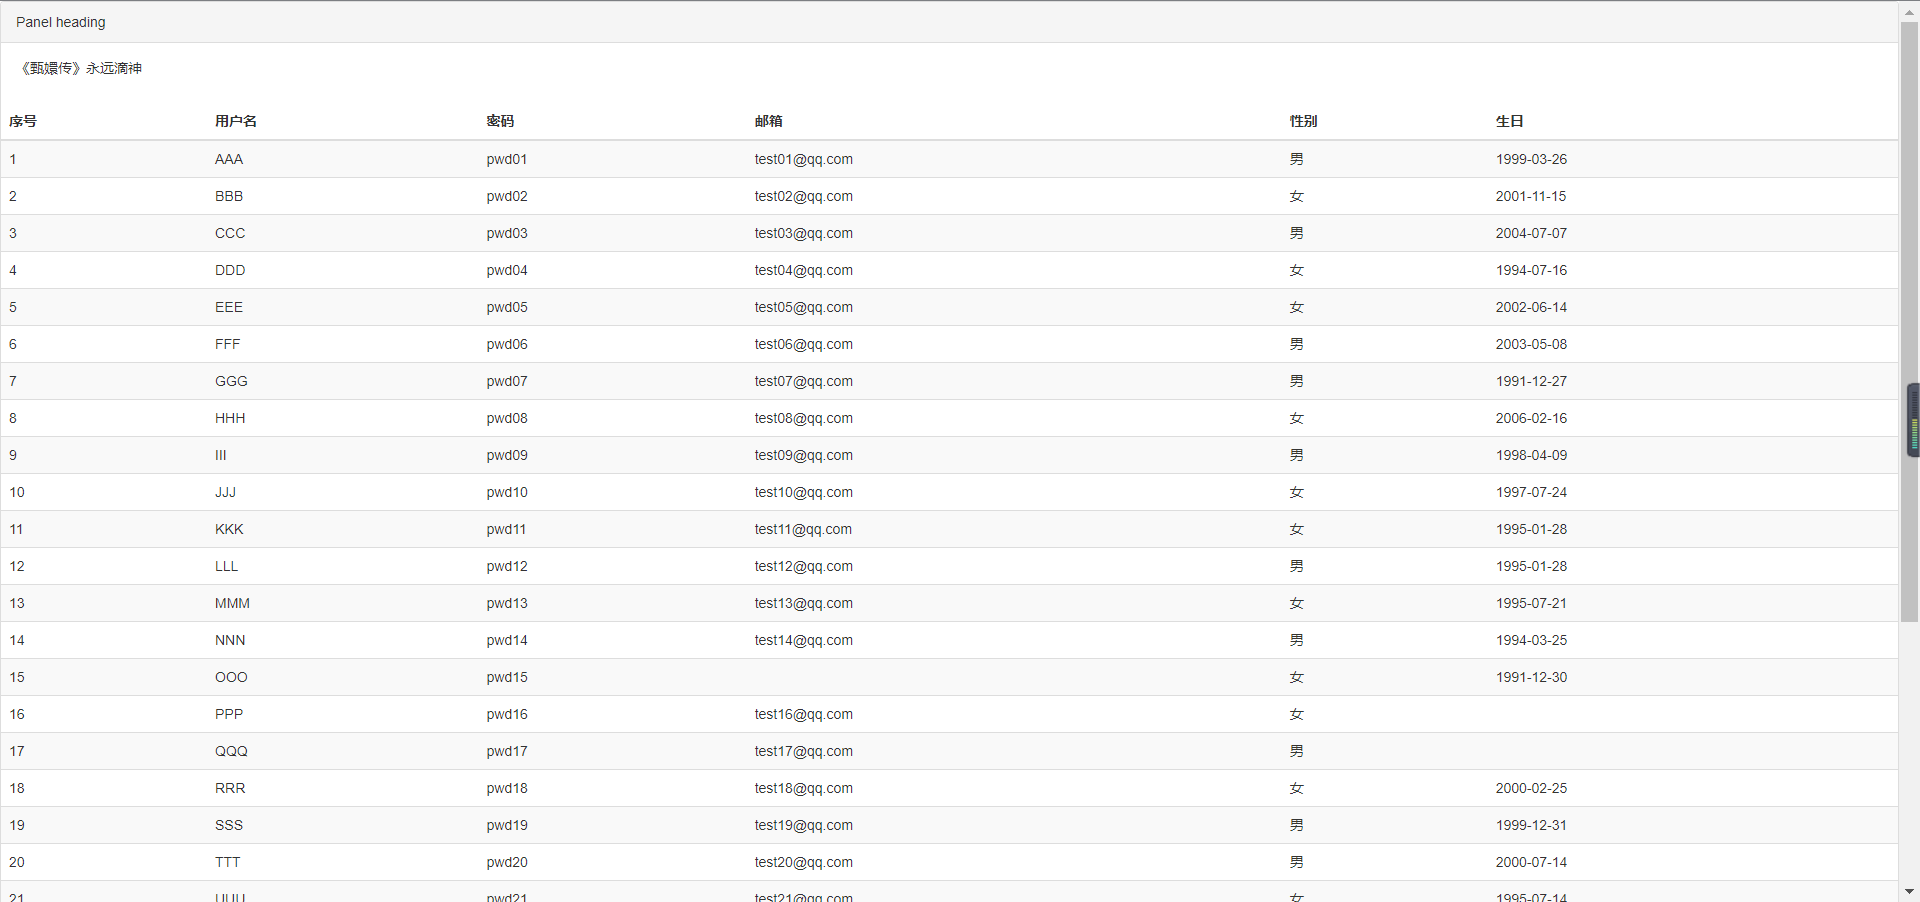 Panel heading
《甄嬛传》永远滴神
序号 用户名 密码 邮箱 性别 生日
1 AAA pwd01 test01@qq.com 男 1999-03-26
2 BBB pwd02 test02@qq.com 女 2001-11-15
3 CCC pwd03 test03@qq.com 男 2004-07-07
4 DDD pwd04 test04@qq.com 女 1994-07-16
5 EEE pwd05 test05@qq.com 女 2002-06-14
6 FFF pwd06 test06@qq.com 男 2003-05-08
7 GGG pwd07 test07@qq.com 男 1991-12-27
8 HHH pwd08 test08@qq.com 女 2006-02-16
9 III pwd09 test09@qq.com 男 1998-04-09
10 JJJ pwd10 test10@qq.com 女 1997-07-24
11 KKK pwd11 test11@qq.com 女 1995-01-28
12 LLL pwd12 test12@qq.com 男 1995-01-28
13 MMM pwd13 test13@qq.com 女 1995-07-21
14 NNN pwd14 test14@qq.com 男 1994-03-25
15 OOO pwd15 女 1991-12-30
16 PPP pwd16 test16@qq.com 女
17 QQQ pwd17 test17@qq.com 男
18 RRR pwd18 test18@qq.com 女 2000-02-25
19 SSS pwd19 test19@qq.com 男 1999-12-31
20 TTT pwd20 test20@qq.com 男 2000-07-14
21 UUU pwd21 test21@qq.com 女 1995-07-14